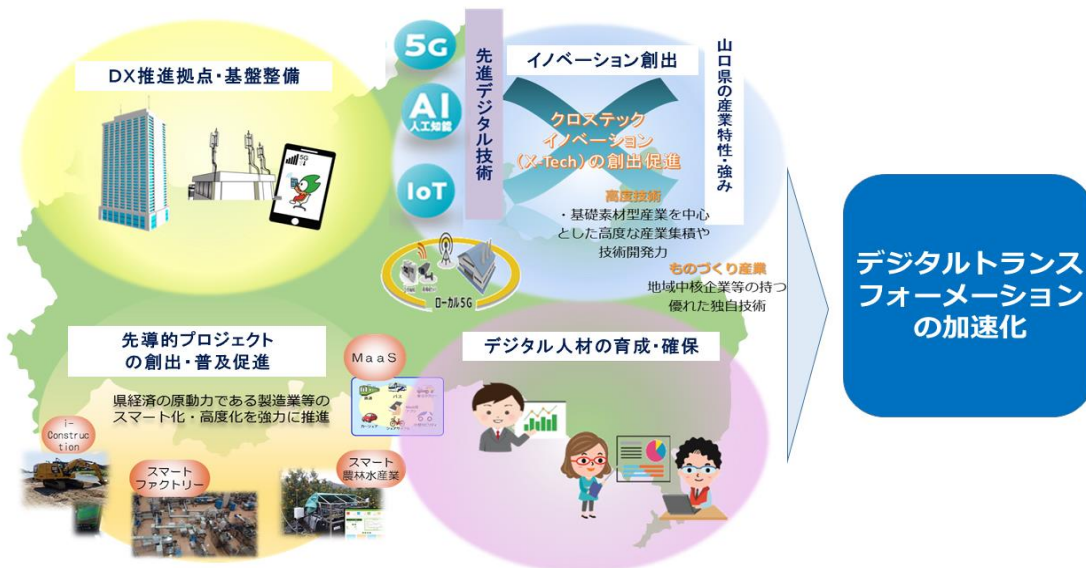 DX推進拠点・基盤整備
5G
5G
AI
人工知能
IoT
先進デジタル技術
イノベーション創出
クロステック
イノベーション
(X-Tech)の創出促進
山口県の産業特性・強み
高度技術
・基礎素材型産業を中心
とした高度な産業集積や
技術開発力
ものづくり産業
地域中核企業等の持つ
優れた独自技術
ローカル5G
先導的プロジェクト
の創出・普及促進
県経済の原動力である製造業等の
スマート化・高度化を強力に推進
MaaS
バス
i-
Construc
tion
スマート
ファクトリー
スマート
農林水産業
デジタル人材の育成・確保
デジタルトランス
フォーメーション
の加速化